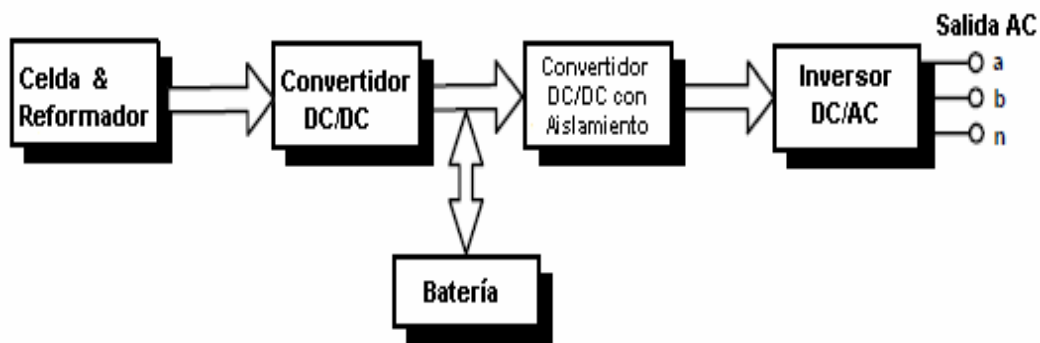 Celda & Reformador
Convertidor
DC/DC
Convertidor
DC/DC con
Aislamiento
Inversor
DC/AC
Salida AC
a
b
n
Batería